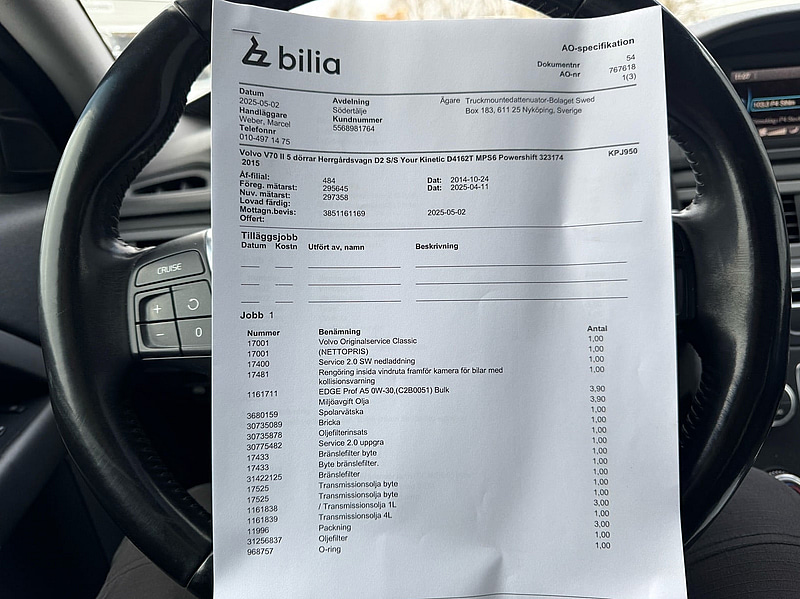 bilia
AO-specifikation
Dokumentnr 54
AO-nr 767618
1(3)
Datum
2025-05-02
Handläggare
Weber, Marcel
Telefonnr
010-497 14 75
Avdelning
Södertälje
Kundnummer
5568981764
Ägare Truckmountedattenuator-Bolaget Swed
Box 183, 611 25 Nyköping, Sverige
Volvo V70 II 5 dörrar Herrgårdsvagn D2 S/S Your Kinetic D4162T MPS6 Powershift 323174 KPJ950
2015
Åf-filial: 484
Föreg. mätarst: 295645 Dat: 2014-10-24
Nuv. mätarst: 297358 Dat: 2025-04-11
Lovad färdig:
Mottagn.bevis: 3851161169 2025-05-02
Offert:
Tilläggsjobb
Datum Kostn Utfört av, namn Beskrivning
Jobb 1
Nummer Benämning Antal
17001 Volvo Originalservice Classic 1,00
17001 (NETTOPRIS) 1,00
17400 Service 2.0 SW nedladdning 1,00
17481 Rengöring insida vindruta framför kamera för bilar med 1,00
kollisionsvarning
1161711 EDGE Prof A5 0W-30,(C2B0051) Bulk 3,90
Miljöavgift Olja 3,90
3680159 Spolarvätska 1,00
30735089 Bricka 1,00
30735878 Oljefilterinsats 1,00
30775482 Service 2.0 uppgra 1,00
17433 Bränslefilter byte 1,00
17433 Byte bränslefilter. 1,00
31422125 Bränslefilter 1,00
17525 Transmissionsolja byte 1,00
17525 Transmissionsolja byte 1,00
1161838 / Transmissionsolja 1L 3,00
1161839 Transmissionsolja 4L 1,00
11996 Packning 3,00
31256837 Oljefilter 1,00
968757 O-ring 1,00
CRUISE
+
−
0